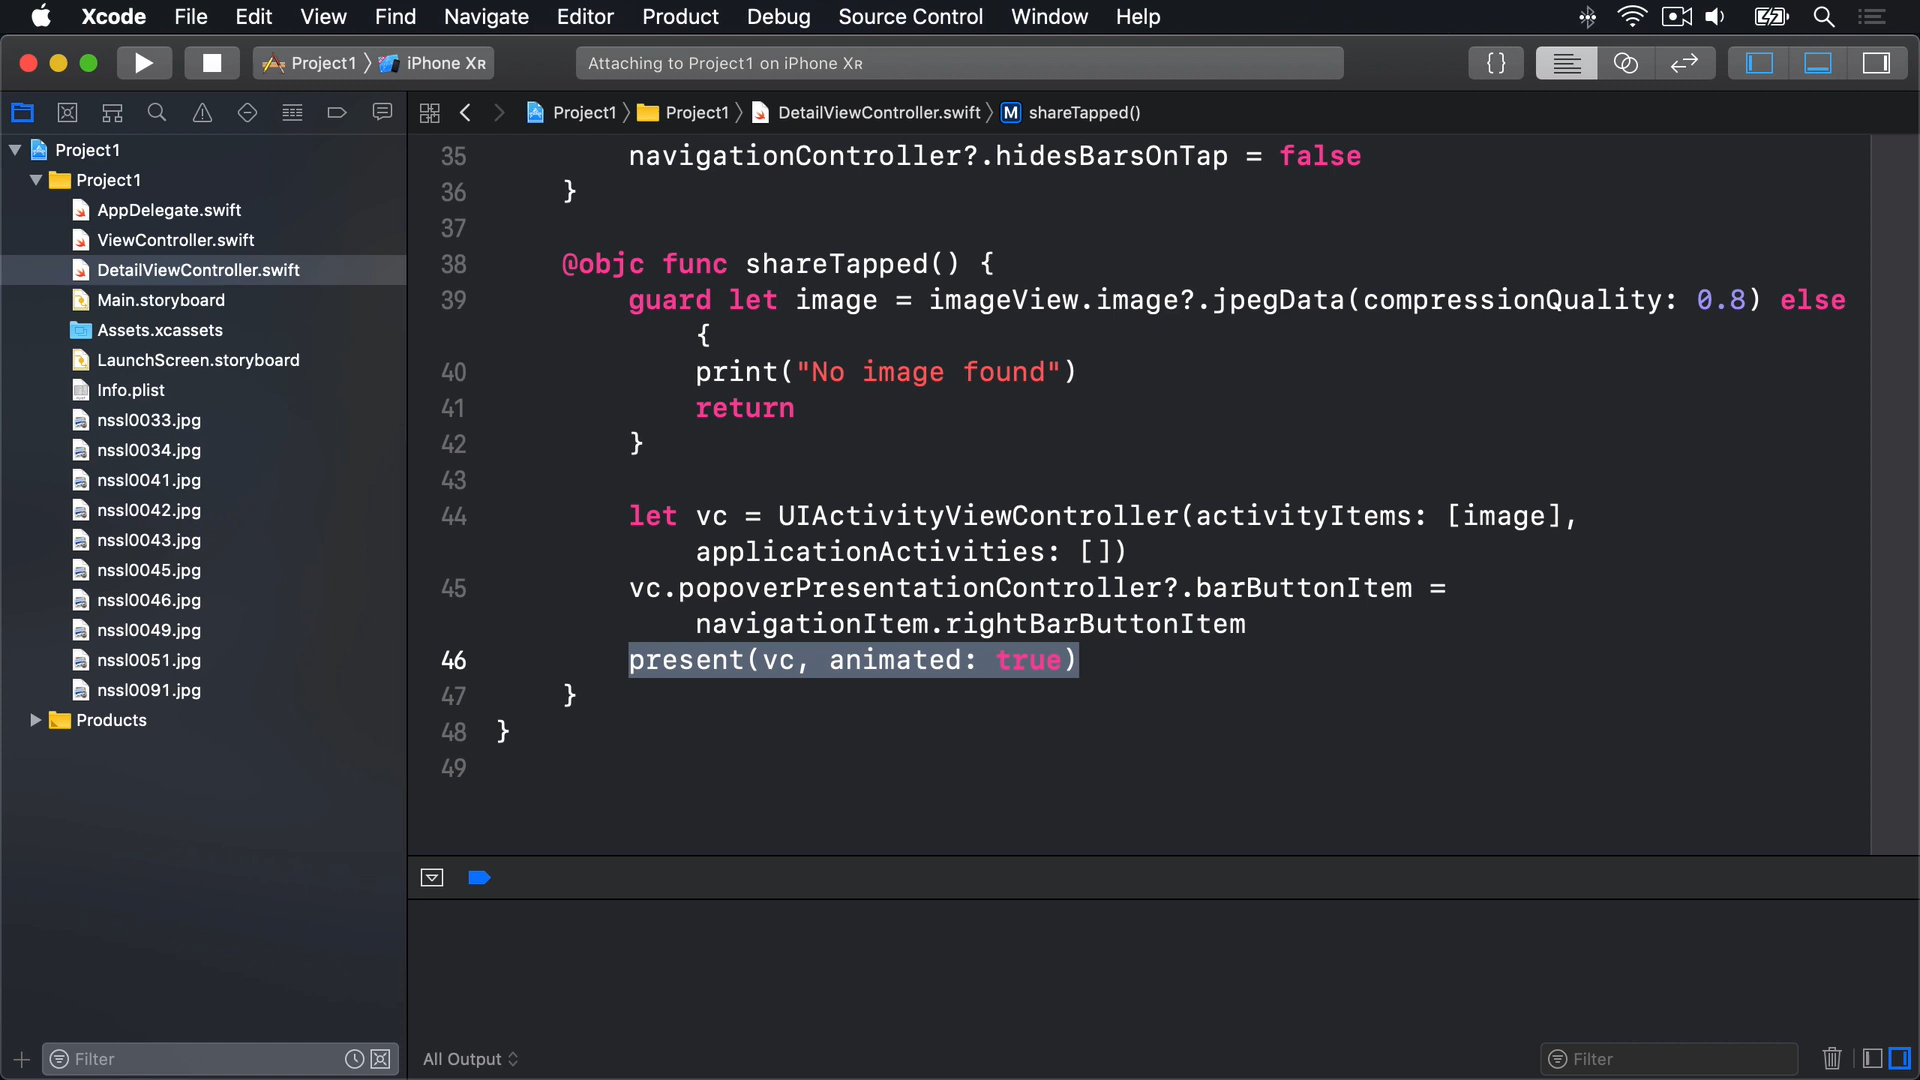 Xcode File Edit View Find Navigate Editor Product Debug Source Control Window Help
Project1 iPhone XR
Attaching to Project1 on iPhone XR
{}
Project1 Project1 DetailViewController.swift M shareTapped()
Project1
Project1
AppDelegate.swift
ViewController.swift
DetailViewController.swift
Main.storyboard
Assets.xcassets
LaunchScreen.storyboard
Info.plist
nssl0033.jpg
nssl0034.jpg
nssl0041.jpg
nssl0042.jpg
nssl0043.jpg
nssl0045.jpg
nssl0046.jpg
nssl0049.jpg
nssl0051.jpg
nssl0091.jpg
Products
Filter
35 navigationController?.hidesBarsOnTap = false
36 }
37
38 @objc func shareTapped() {
39 guard let image = imageView.image?.jpegData(compressionQuality: 0.8) else
{
40 print("No image found")
41 return
42 }
43
44 let vc = UIActivityViewController(activityItems: [image],
applicationActivities: [])
45 vc.popoverPresentationController?.barButtonItem =
navigationItem.rightBarButtonItem
46 present(vc, animated: true)
47 }
48 }
49
All Output
Filter